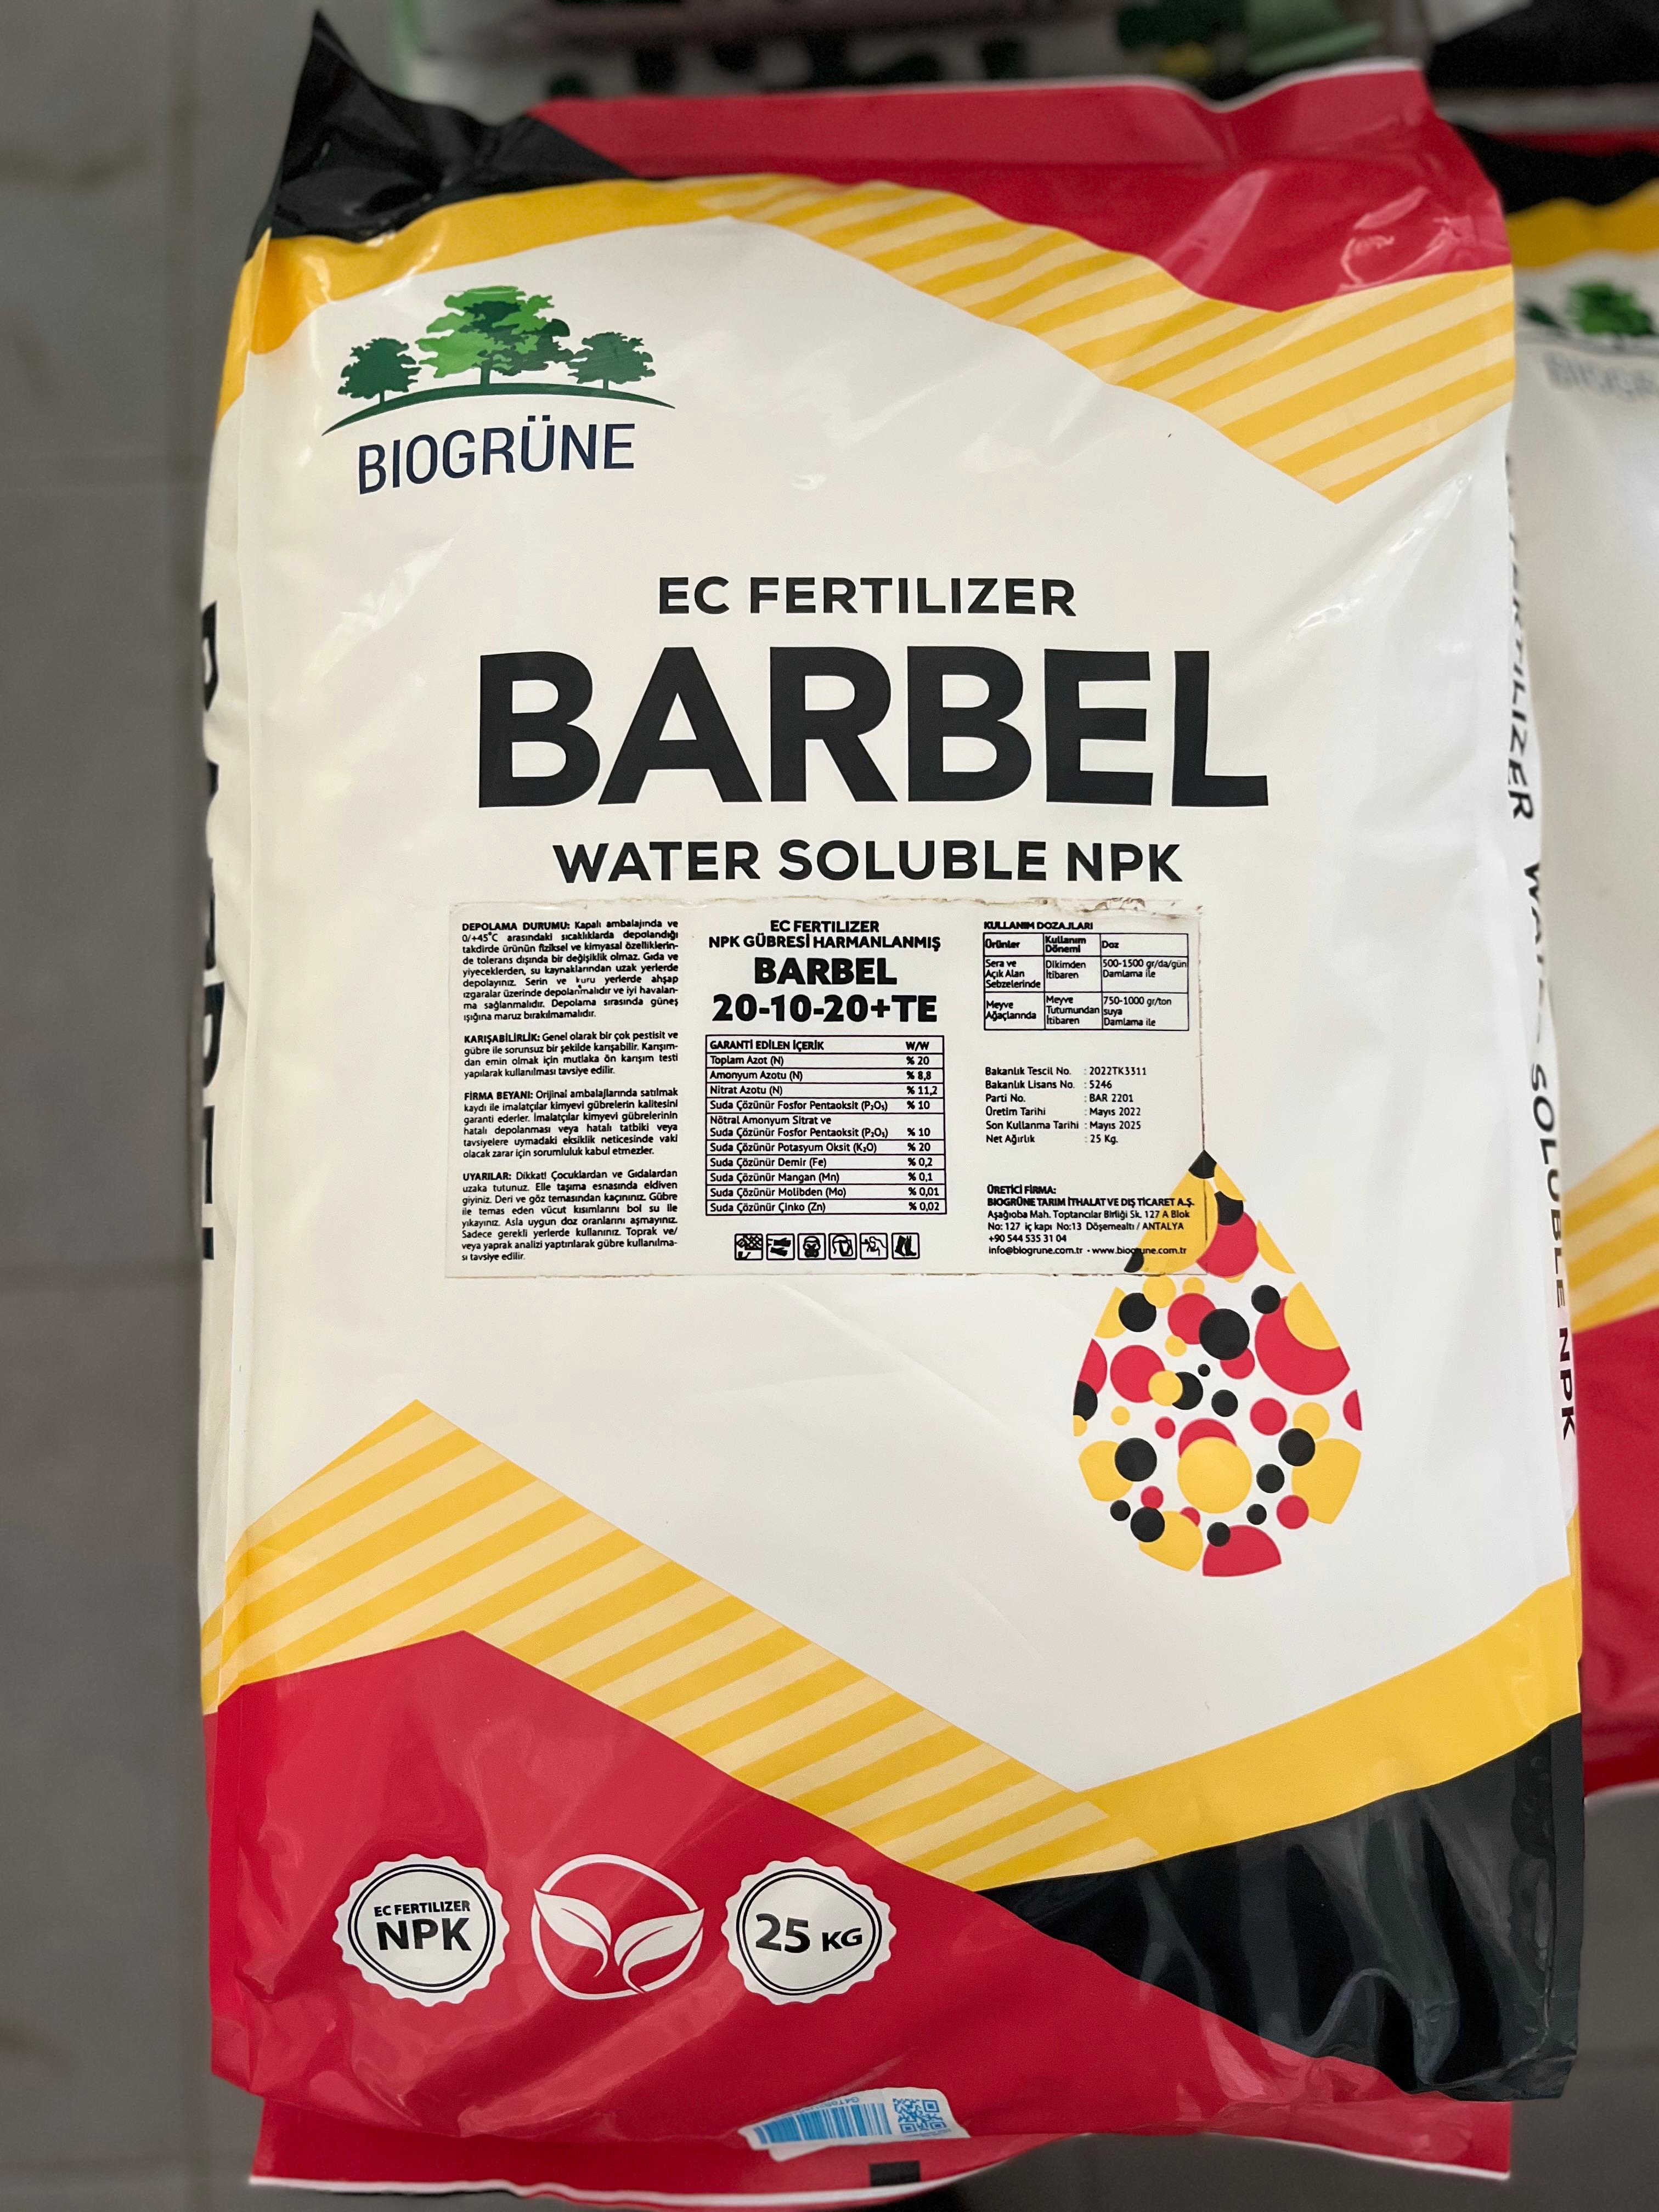 BIOGRÜNE
EC FERTILIZER
BARBEL
WATER SOLUBLE NPK
DEPOLAMA DURUMU: Kapalı ambalajında ve
0/+45°C arasındaki sıcaklıklarda depolandığı
takdirde ürünün fiziksel ve kimyasal özelliklerin-
de tolerans dışında bir değişiklik olmaz. Gıda ve
yiyeceklerden, su kaynaklarından uzak yerlerde
depolayınız. Serin ve kuru yerlerde ahşap
ızgaralar üzerinde depolanmalıdır ve iyi havalan-
ma sağlanmalıdır. Depolama sırasında güneş
ışığına maruz bırakılmamalıdır.
KARIŞABİLİRLİK: Genel olarak bir çok pestisit ve
gübre ile sorunsuz bir şekilde karışabilir. Karışım-
dan emin olmak için mutlaka ön karışım testi
yapılarak kullanılması tavsiye edilir.
FİRMA BEYANI: Orijinal ambalajlarında satılmak
kaydı ile imalatçılar kimyevi gübrelerin kalitesini
garanti ederler. İmalatçılar kimyevi gübrelerinin
hatalı depolanması veya hatalı tatbiki veya
tavsiyelere uymadaki eksiklik neticesinde vaki
olacak zarar için sorumluluk kabul etmezler.
UYARILAR: Dikkat! Çocuklardan ve Gıdalardan
uzaka tutunuz. Elle taşıma esnasında eldiven
giyiniz. Deri ve göz temasından kaçınınız. Gübre
ile temas eden vücut kısımlarını bol su ile
yıkayınız. Asla uygun doz oranlarını aşmayınız.
Sadece gerekli yerlerde kullanınız. Toprak ve/
veya yaprak analizi yaptırılarak gübre kullanılma-
sı tavsiye edilir.
EC FERTILIZER
NPK GÜBRESİ HARMANLANMIŞ
BARBEL
20-10-20+TE
GARANTİ EDİLEN İÇERİK W/W
Toplam Azot (N) % 20
Amonyum Azotu (N) % 8,8
Nitrat Azotu (N) % 11,2
Suda Çözünür Fosfor Pentaoksit (P₂O₅) % 10
Nötral Amonyum Sitrat ve
Suda Çözünür Fosfor Pentaoksit (P₂O₅) % 10
Suda Çözünür Potasyum Oksit (K₂O) % 20
Suda Çözünür Demir (Fe) % 0,2
Suda Çözünür Mangan (Mn) % 0,1
Suda Çözünür Molibden (Mo) % 0,01
Suda Çözünür Çinko (Zn) % 0,02
KULLANIM DOZAJLARI
Ürünler Kullanım Dönemi Doz
Sera ve Açık Alan Sebzelerinde Dikimden İtibaren 500-1500 gr/da/gün Damlama ile
Meyve Ağaçlarında Meyve Tutumundan İtibaren 750-1000 gr/ton suya Damlama ile
Bakanlık Tescil No. : 2022TK3311
Bakanlık Lisans No. : 5246
Parti No. : BAR 2201
Üretim Tarihi : Mayıs 2022
Son Kullanma Tarihi : Mayıs 2025
Net Ağırlık : 25 Kg.
ÜRETİCİ FİRMA:
BIOGRÜNE TARIM İTHALAT VE DIŞ TİCARET A.Ş.
Aşağıoba Mah. Toptancılar Birliği Sk. 127 A Blok
No: 127 iç kapı No:13 Döşemealtı / ANTALYA
+90 544 535 31 04
info@biogrune.com.tr - www.biogrune.com.tr
EC FERTILIZER
NPK
25 KG
BARBEL
FERTILIZER WATER SOLUBLE NPK